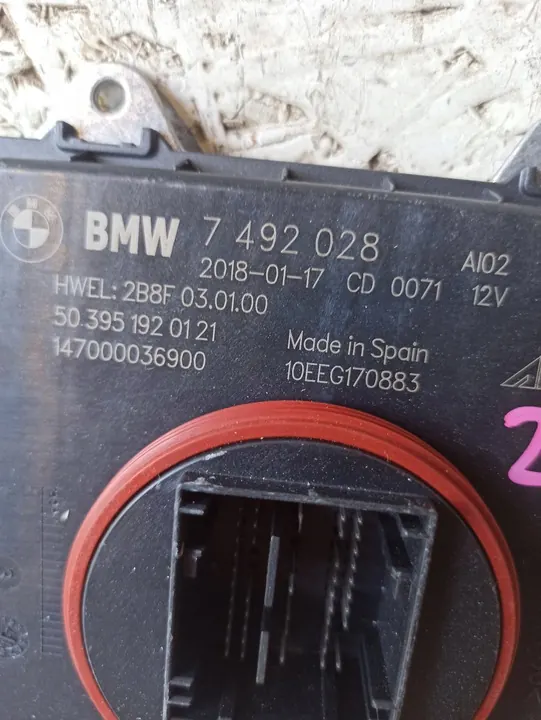 BMW 7 492 028 AI02
2018-01-17 CD 0071 12V
HWEL: 2B8F 03.01.00
50 395 192 01 21
147000036900
Made in Spain
10EEG170883
2